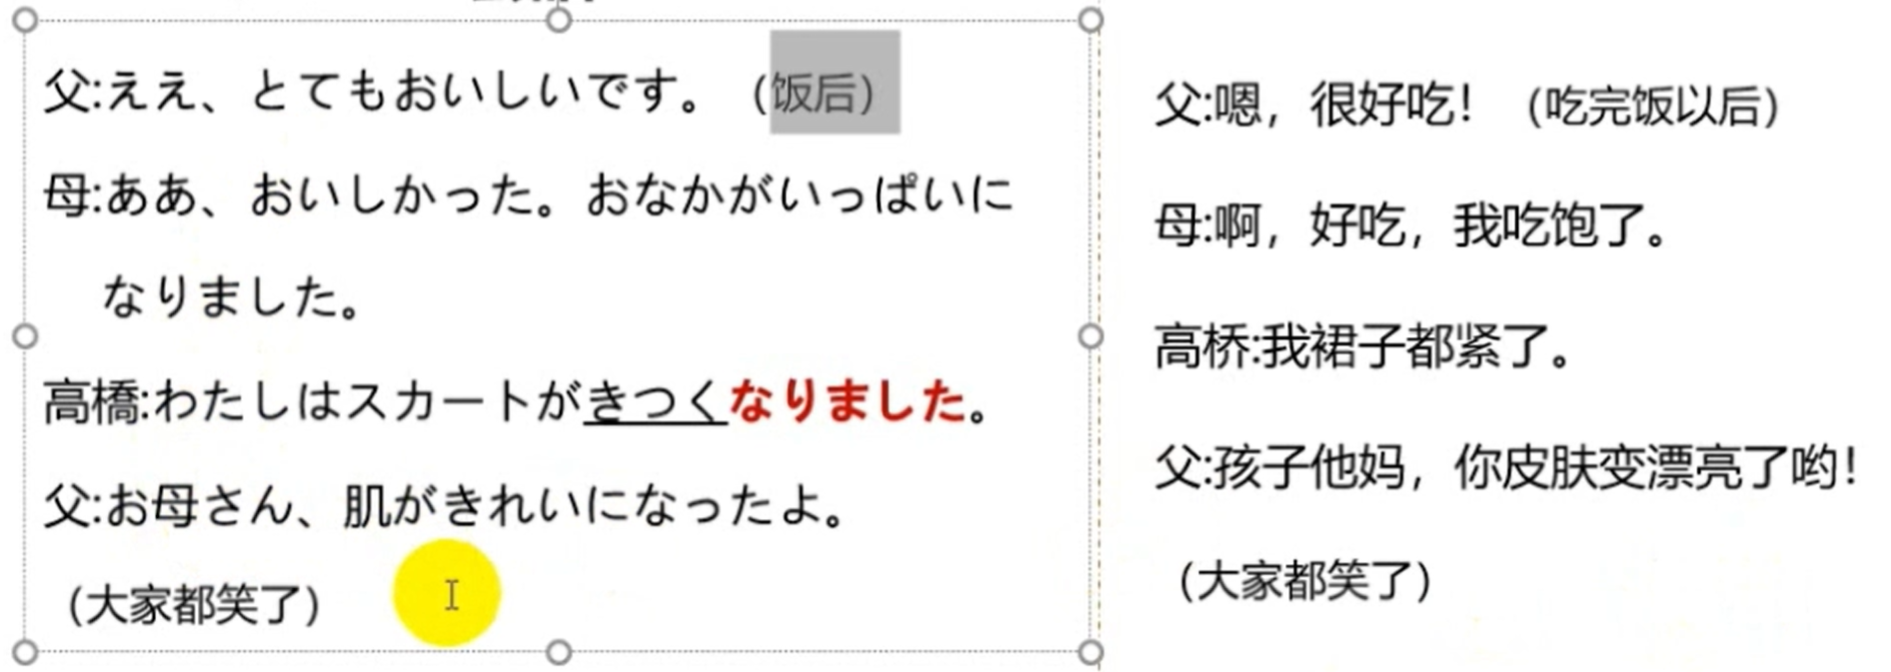 父:ええ、とてもおいしいです。（饭后）
母:ああ、おいしかった。おなかがいっぱいに
なりました。
高橋:わたしはスカートがきつくなりました。
父:お母さん、肌がきれいになったよ。
（大家都笑了）
父:嗯，很好吃！（吃完饭以后）
母:啊，好吃，我吃饱了。
高桥:我裙子都紧了。
父:孩子他妈，你皮肤变漂亮了哟！
（大家都笑了）